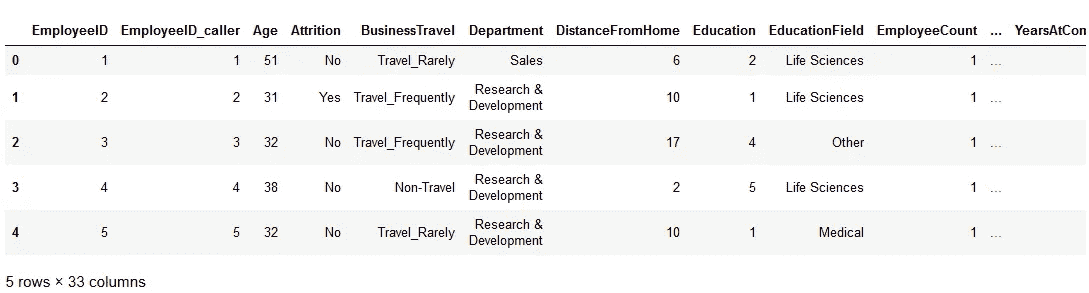 EmployeeID EmployeeID_caller Age Attrition BusinessTravel Department DistanceFromHome Education EducationField EmployeeCount ... YearsAtCom
0 1 1 51 No Travel_Rarely Sales 6 2 Life Sciences 1 ...
1 2 2 31 Yes Travel_Frequently Research & Development 10 1 Life Sciences 1 ...
2 3 3 32 No Travel_Frequently Research & Development 17 4 Other 1 ...
3 4 4 38 No Non-Travel Research & Development 2 5 Life Sciences 1 ...
4 5 5 32 No Travel_Rarely Research & Development 10 1 Medical 1 ...
5 rows × 33 columns